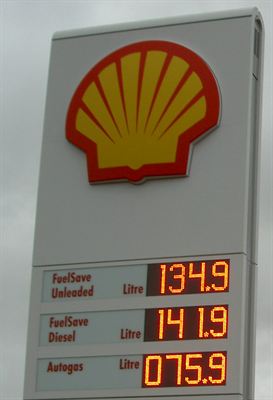 FuelSave
Unleaded Litre 134.9
FuelSave
Diesel Litre 141.9
Autogas Litre 075.9